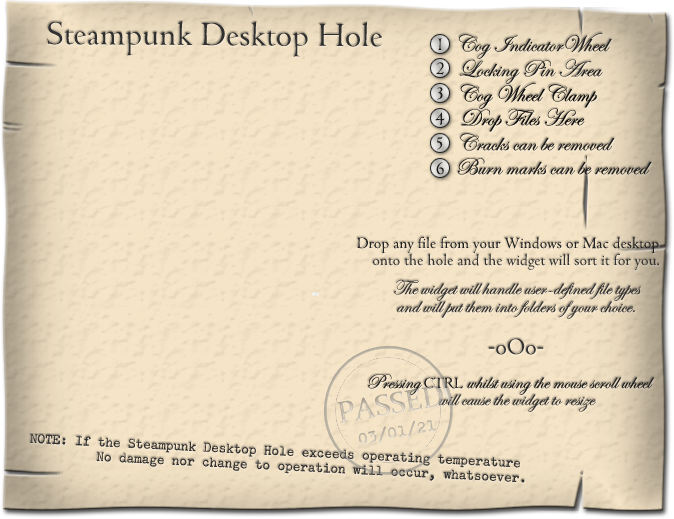 Steampunk Desktop Hole
1 Cog Indicator Wheel
2 Locking Pin Area
3 Cog Wheel Clamp
4 Drop Files Here
5 Cracks can be removed
6 Burn marks can be removed
Drop any file from your Windows or Mac desktop
onto the hole and the widget will sort it for you.
The widget will handle user-defined file types
and will put them into folders of your choice.
-oOo-
Pressing CTRL whilst using the mouse scroll wheel
will cause the widget to resize
PASSED
03/01/21
NOTE: If the Steampunk Desktop Hole exceeds operating temperature
No damage nor change to operation will occur, whatsoever.